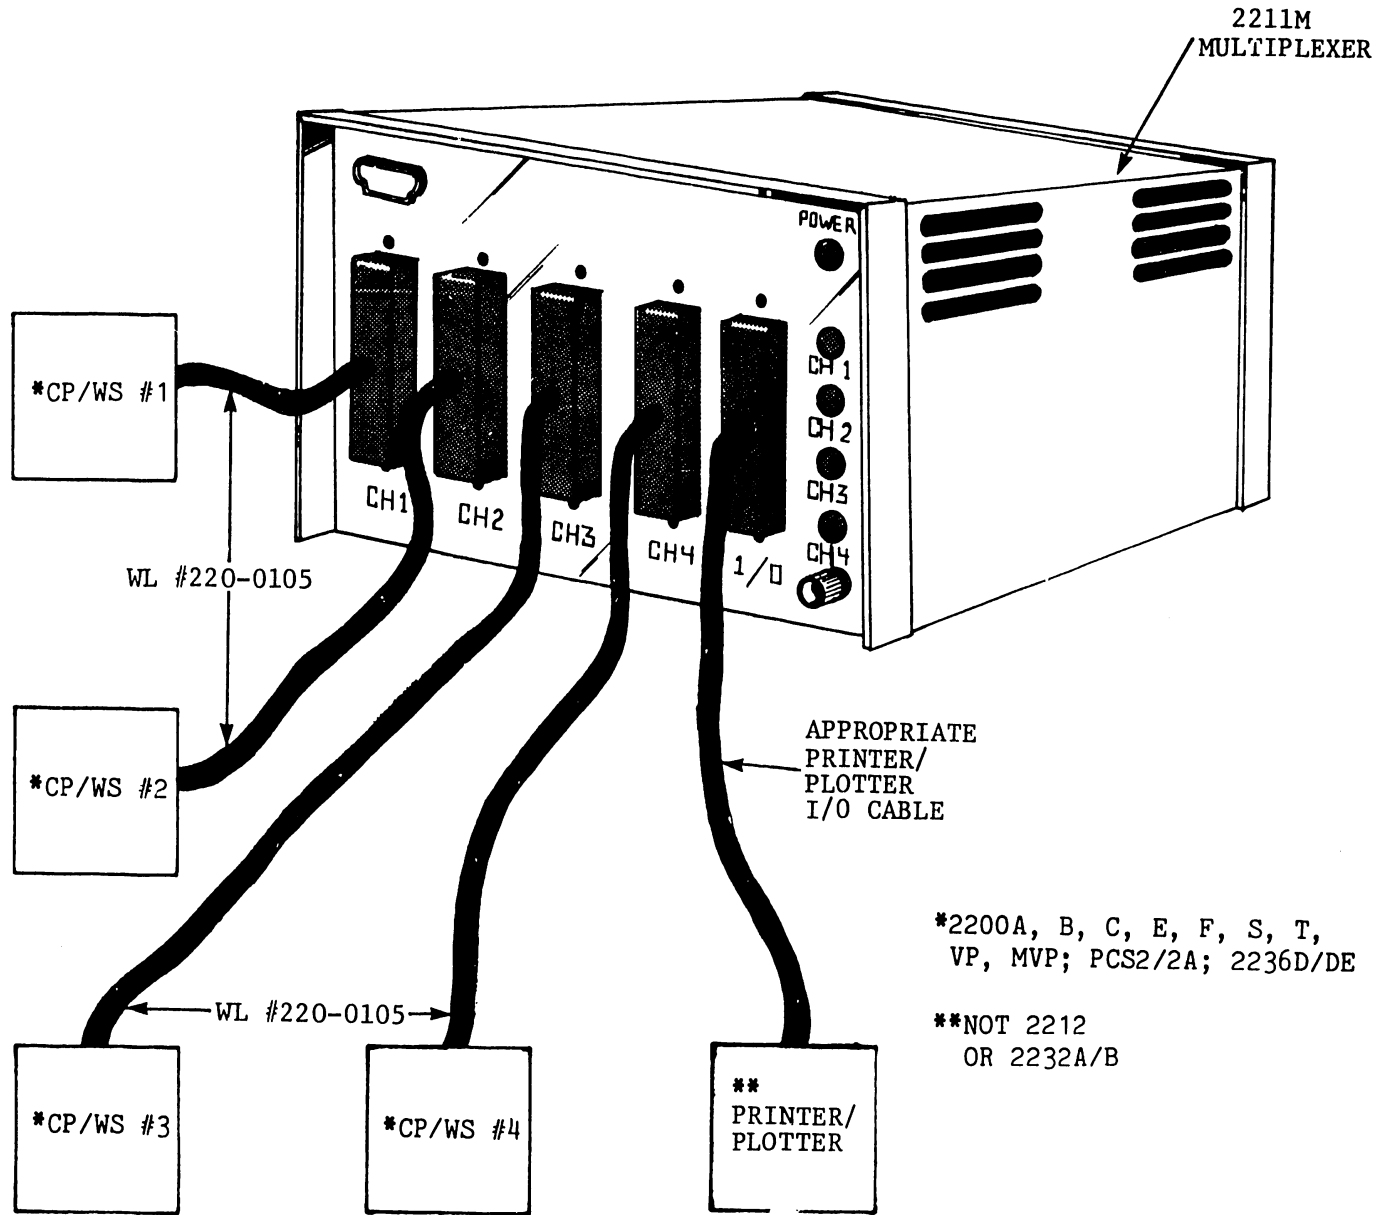 2211M
MULTIPLEXER
POWER
CH 1
CH 2
CH3
CH4
CH1
CH2
CH3
CH4
1/0
*CP/WS #1
WL #220-0105
*CP/WS #2
APPROPRIATE
PRINTER/
PLOTTER
I/O CABLE
*2200A, B, C, E, F, S, T,
VP, MVP; PCS2/2A; 2236D/DE
**NOT 2212
OR 2232A/B
WL #220-0105
*CP/WS #3
*CP/WS #4
**
PRINTER/
PLOTTER